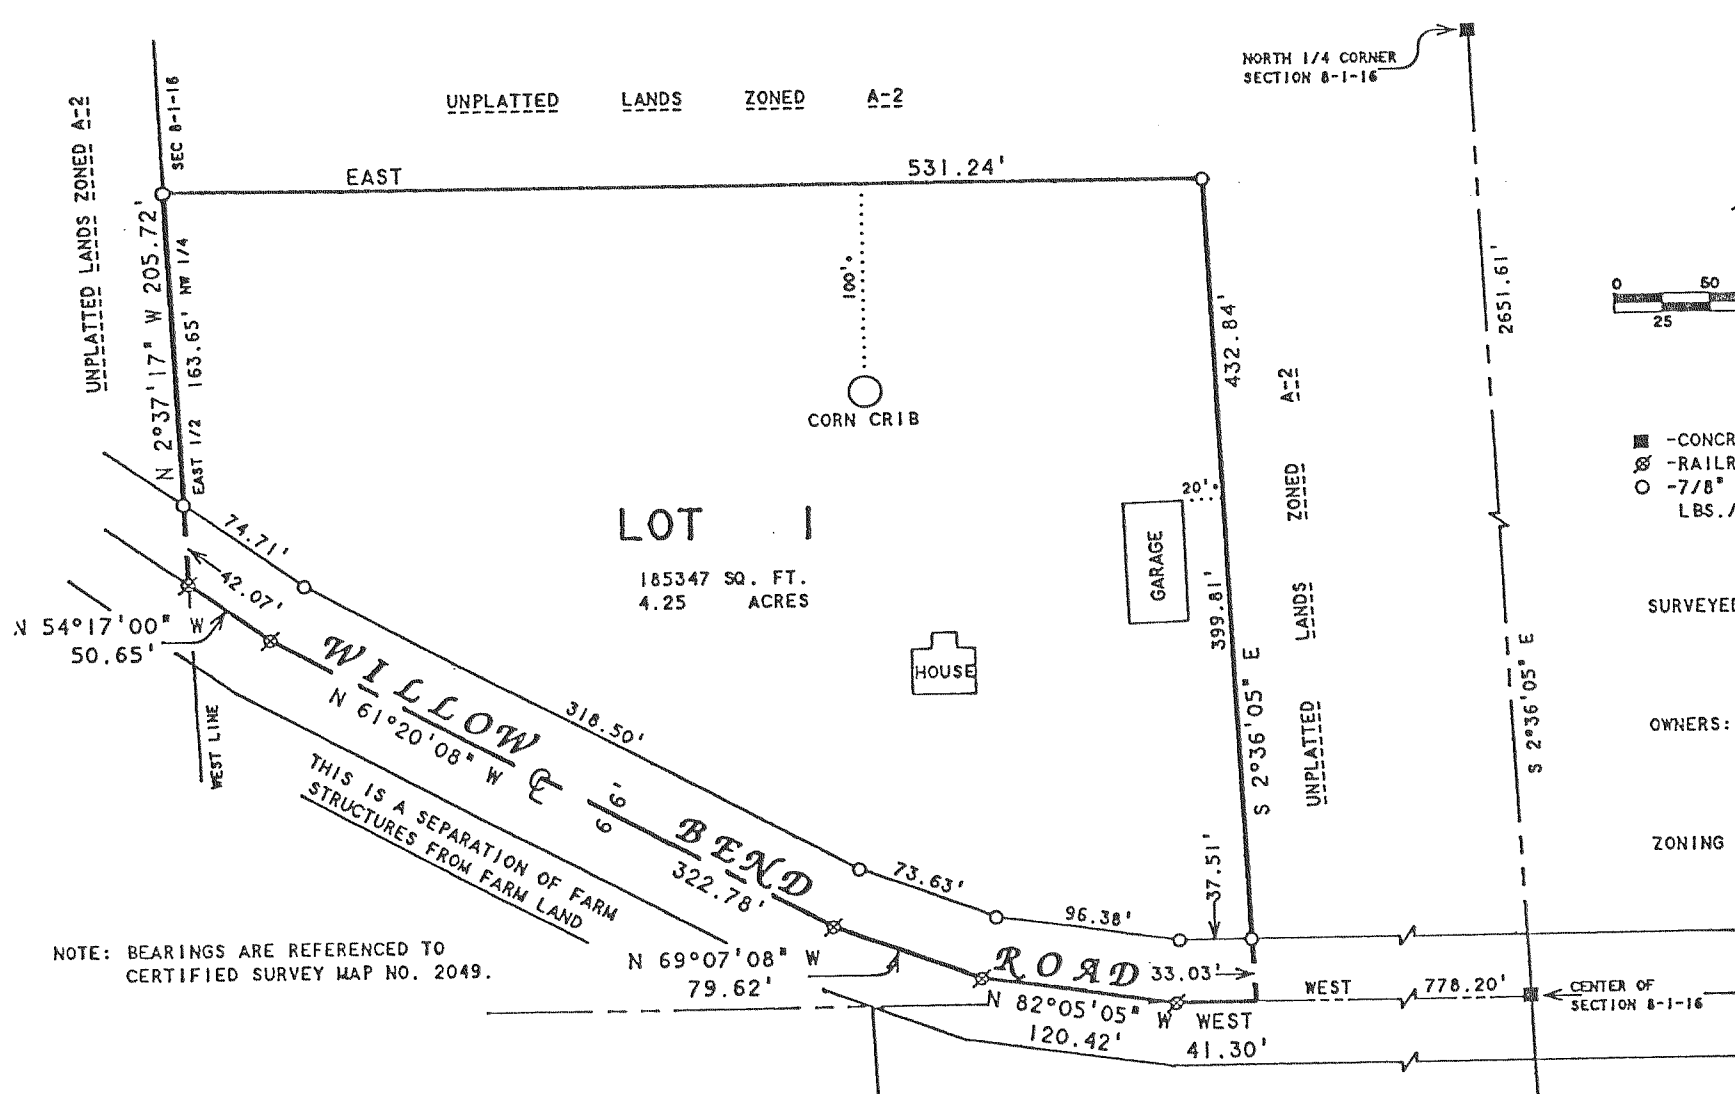 NORTH 1/4 CORNER
SECTION 8-1-16
UNPLATTED LANDS ZONED A-2
UNPLATTED LANDS ZONED A-2
SEC 8-1-16
EAST 531.24'
N 2°37'17" W 205.72'
163.65' NW 1/4
EAST 1/2
100'
CORN CRIB
432.84'
2651.61'
0 50
25
-CONCR
-RAILR
-7/8"
LBS./
LOT 1
185347 SQ. FT.
4.25 ACRES
20'
GARAGE
HOUSE
399.81'
S 2°36'05" E
UNPLATTED LANDS ZONED A-2
S 2°36'05" E
SURVEYED
OWNERS:
ZONING
74.71'
42.07'
N 54°17'00" W
50.65'
WEST LINE
WILLOW BEND ROAD
N 61°20'08" W
322.78'
318.50'
THIS IS A SEPARATION OF FARM
STRUCTURES FROM FARM LAND
73.63'
96.38'
37.51'
33.03'
NOTE: BEARINGS ARE REFERENCED TO
CERTIFIED SURVEY MAP NO. 2049.
N 69°07'08" W
79.62'
N 82°05'05" W
120.42'
WEST
41.30'
WEST 778.20'
CENTER OF
SECTION 8-1-16